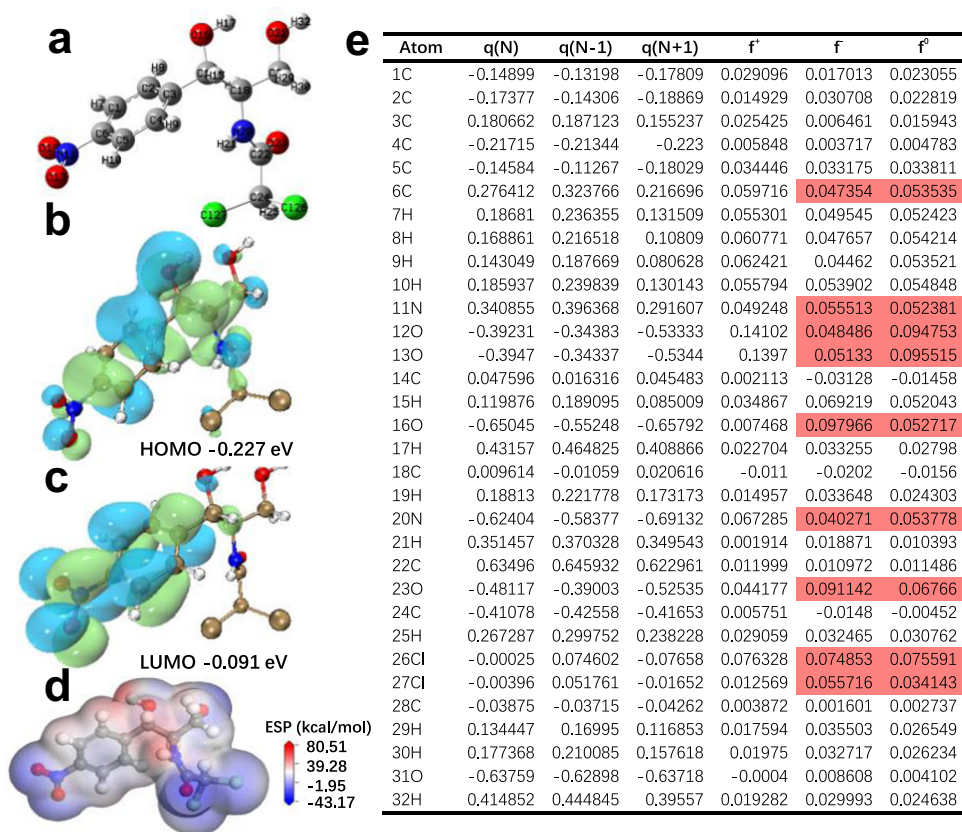 a
H17
H32
H8
H7
C1
C2
C3
C4
H9
C6
C5
H10
H21
C24
C127
C126
b
HOMO -0.227 eV
c
LUMO -0.091 eV
d
ESP (kcal/mol)
80.51
39.28
-1.95
-43.17
e
Atom q(N) q(N-1) q(N+1) f⁺ f⁻ f⁰
1C -0.14899 -0.13198 -0.17809 0.029096 0.017013 0.023055
2C -0.17377 -0.14306 -0.18869 0.014929 0.030708 0.022819
3C 0.180662 0.187123 0.155237 0.025425 0.006461 0.015943
4C -0.21715 -0.21344 -0.223 0.005848 0.003717 0.004783
5C -0.14584 -0.11267 -0.18029 0.034446 0.033175 0.033811
6C 0.276412 0.323766 0.216696 0.059716 0.047354 0.053535
7H 0.18681 0.236355 0.131509 0.055301 0.049545 0.052423
8H 0.168861 0.216518 0.10809 0.060771 0.047657 0.054214
9H 0.143049 0.187669 0.080628 0.062421 0.04462 0.053521
10H 0.185937 0.239839 0.130143 0.055794 0.053902 0.054848
11N 0.340855 0.396368 0.291607 0.049248 0.055513 0.052381
12O -0.39231 -0.34383 -0.53333 0.14102 0.048486 0.094753
13O -0.3947 -0.34337 -0.5344 0.1397 0.05133 0.095515
14C 0.047596 0.016316 0.045483 0.002113 -0.03128 -0.01458
15H 0.119876 0.189095 0.085009 0.034867 0.069219 0.052043
16O -0.65045 -0.55248 -0.65792 0.007468 0.097966 0.052717
17H 0.43157 0.464825 0.408866 0.022704 0.033255 0.02798
18C 0.009614 -0.01059 0.020616 -0.011 -0.0202 -0.0156
19H 0.18813 0.221778 0.173173 0.014957 0.033648 0.024303
20N -0.62404 -0.58377 -0.69132 0.067285 0.040271 0.053778
21H 0.351457 0.370328 0.349543 0.001914 0.018871 0.010393
22C 0.63496 0.645932 0.622961 0.011999 0.010972 0.011486
23O -0.48117 -0.39003 -0.52535 0.044177 0.091142 0.06766
24C -0.41078 -0.42558 -0.41653 0.005751 -0.0148 -0.00452
25H 0.267287 0.299752 0.238228 0.029059 0.032465 0.030762
26Cl -0.00025 0.074602 -0.07658 0.076328 0.074853 0.075591
27Cl -0.00396 0.051761 -0.01652 0.012569 0.055716 0.034143
28C -0.03875 -0.03715 -0.04262 0.003872 0.001601 0.002737
29H 0.134447 0.16995 0.116853 0.017594 0.035503 0.026549
30H 0.177368 0.210085 0.157618 0.01975 0.032717 0.026234
31O -0.63759 -0.62898 -0.63718 -0.0004 0.008608 0.004102
32H 0.414852 0.444845 0.39557 0.019282 0.029993 0.024638